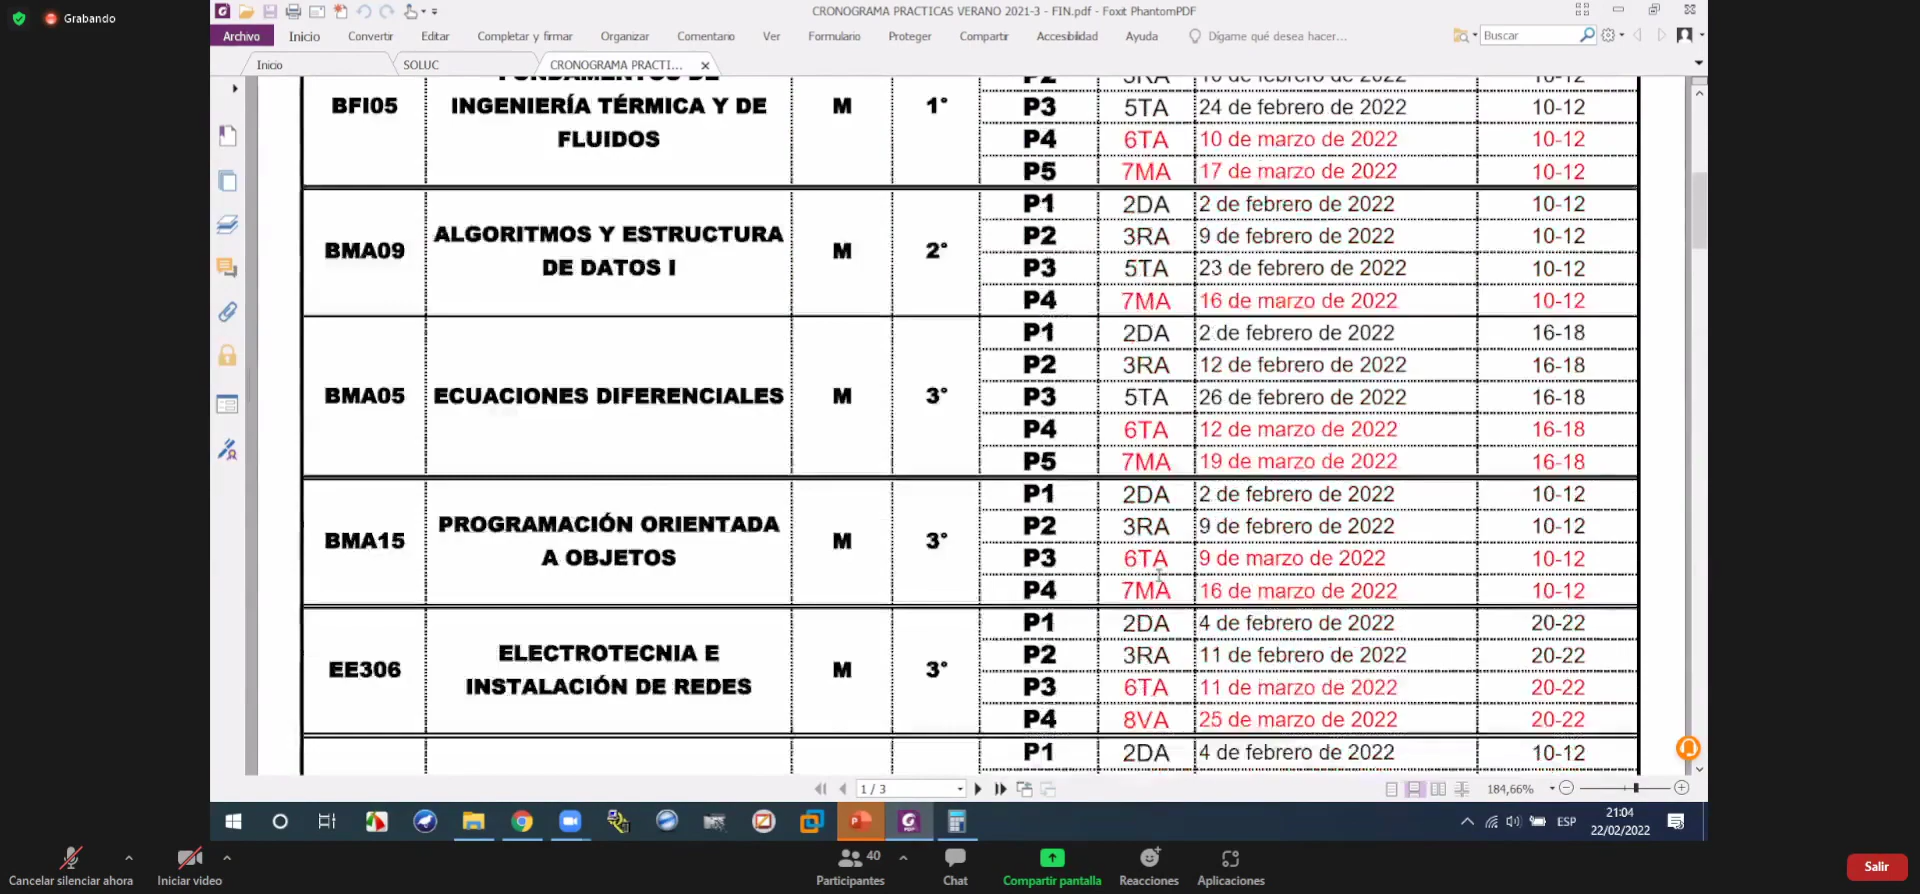 Grabando
CRONOGRAMA PRACTICAS VERANO 2021-3 - FIN.pdf - Foxit PhantomPDF
Archivo Inicio Convertir Editar Completar y firmar Organizar Comentario Ver Formulario Proteger Compartir Accesibilidad Ayuda Dígame qué desea hacer... Buscar
Inicio SOLUC CRONOGRAMA PRACTI...
FUNDAMENTOS DE P2 3RA 10 de febrero de 2022 10-12
BFI05 INGENIERÍA TÉRMICA Y DE M 1° P3 5TA 24 de febrero de 2022 10-12
FLUIDOS P4 6TA 10 de marzo de 2022 10-12
P5 7MA 17 de marzo de 2022 10-12
P1 2DA 2 de febrero de 2022 10-12
ALGORITMOS Y ESTRUCTURA P2 3RA 9 de febrero de 2022 10-12
BMA09 M 2°
DE DATOS I P3 5TA 23 de febrero de 2022 10-12
P4 7MA 16 de marzo de 2022 10-12
P1 2DA 2 de febrero de 2022 16-18
P2 3RA 12 de febrero de 2022 16-18
BMA05 ECUACIONES DIFERENCIALES M 3° P3 5TA 26 de febrero de 2022 16-18
P4 6TA 12 de marzo de 2022 16-18
P5 7MA 19 de marzo de 2022 16-18
P1 2DA 2 de febrero de 2022 10-12
PROGRAMACIÓN ORIENTADA P2 3RA 9 de febrero de 2022 10-12
BMA15 M 3°
A OBJETOS P3 6TA 9 de marzo de 2022 10-12
P4 7MA 16 de marzo de 2022 10-12
P1 2DA 4 de febrero de 2022 20-22
ELECTROTECNIA E P2 3RA 11 de febrero de 2022 20-22
EE306 M 3°
INSTALACIÓN DE REDES P3 6TA 11 de marzo de 2022 20-22
P4 8VA 25 de marzo de 2022 20-22
P1 2DA 4 de febrero de 2022 10-12
1 / 3 184,66%
ESP 21:04
22/02/2022
40
Cancelar silenciar ahora Iniciar video Participantes Chat Compartir pantalla Reacciones Aplicaciones Salir